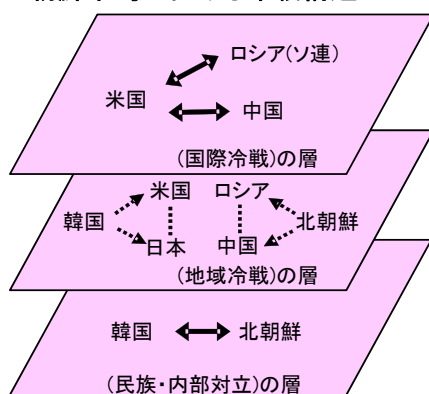 ロシア(ソ連)
米国
中国
(国際冷戦)の層
米国 ロシア
韓国 北朝鮮
日本 中国
(地域冷戦)の層
韓国 北朝鮮
(民族・内部対立)の層